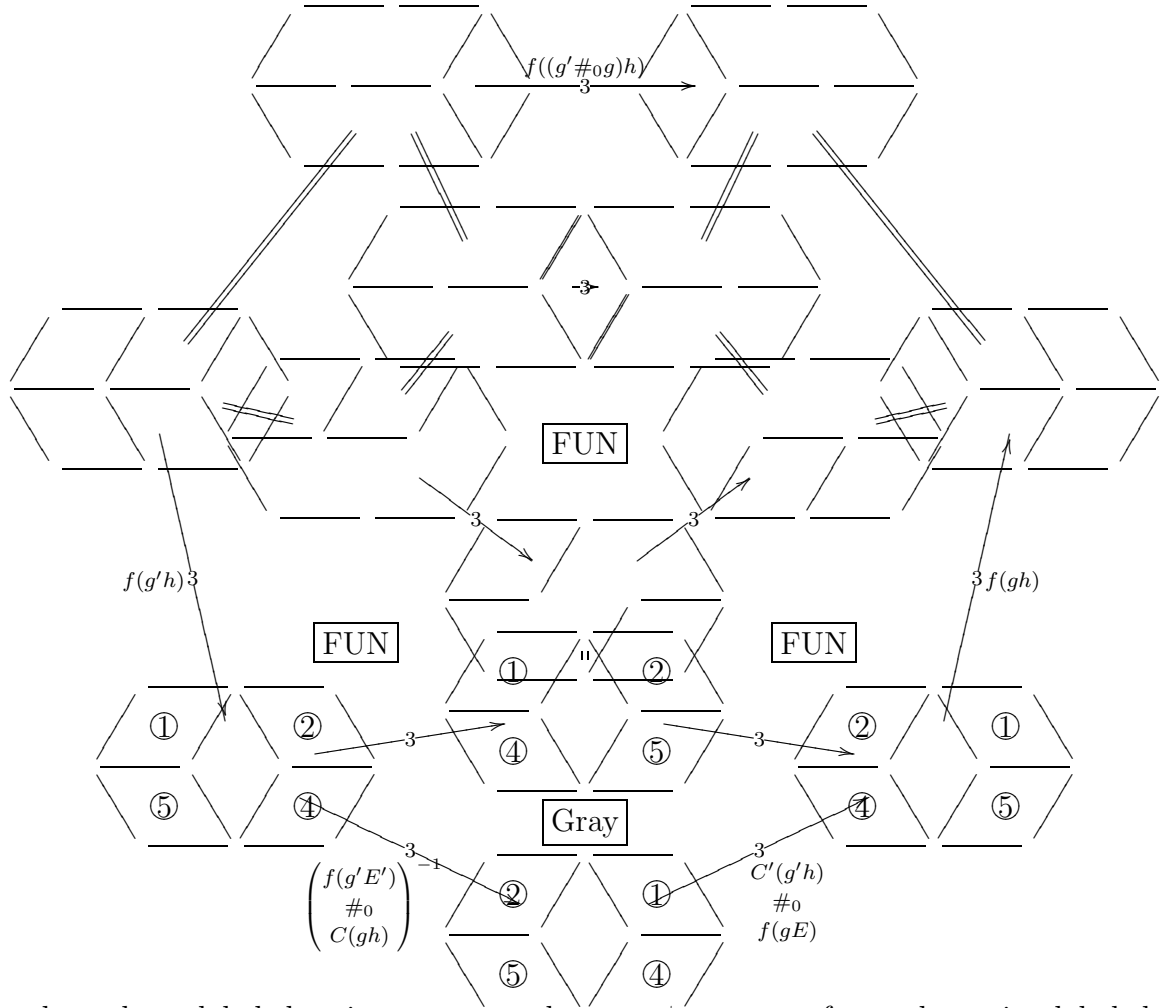 f((g′#₀g)h)
3
3
FUN
3
3
f(g′h) 3
3 f(gh)
FUN
FUN
① ②
① ②
② ①
3
3
④ ⑤
⑤ ④
④ ⑤
Gray
3
3
( f(g′E′) #₀ C(gh) )⁻¹
C′(g′h)
#₀
f(gE)
② ①
⑤ ④